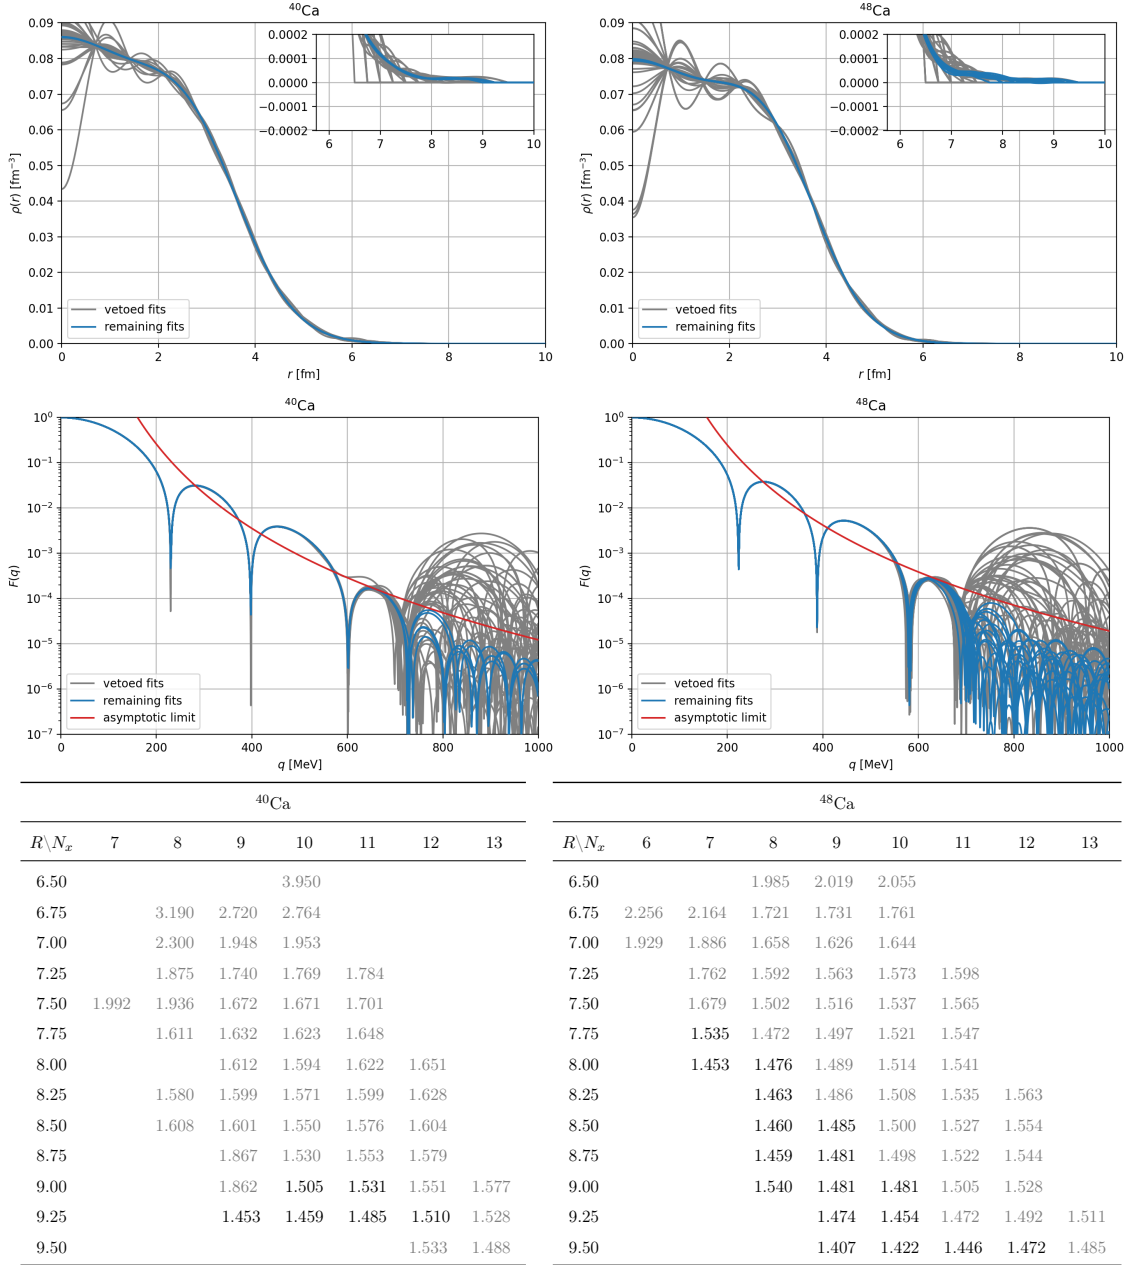 ⁴⁰Ca
0.09
0.08
0.07
0.06
0.05
0.04
0.03
0.02
0.01
0.00
ρ(r) [fm⁻³]
0.0002
0.0001
0.0000
−0.0001
−0.0002
6 7 8 9 10
vetoed fits
remaining fits
0 2 4 6 8 10
r [fm]
⁴⁸Ca
0.09
0.08
0.07
0.06
0.05
0.04
0.03
0.02
0.01
0.00
ρ(r) [fm⁻³]
0.0002
0.0001
0.0000
−0.0001
−0.0002
6 7 8 9 10
vetoed fits
remaining fits
0 2 4 6 8 10
r [fm]
⁴⁰Ca
10⁰
10⁻¹
10⁻²
10⁻³
10⁻⁴
10⁻⁵
10⁻⁶
10⁻⁷
F(q)
vetoed fits
remaining fits
asymptotic limit
0 200 400 600 800 1000
q [MeV]
⁴⁸Ca
10⁰
10⁻¹
10⁻²
10⁻³
10⁻⁴
10⁻⁵
10⁻⁶
10⁻⁷
F(q)
vetoed fits
remaining fits
asymptotic limit
0 200 400 600 800 1000
q [MeV]
⁴⁰Ca
R\Nₓ 7 8 9 10 11 12 13
6.50 3.950
6.75 3.190 2.720 2.764
7.00 2.300 1.948 1.953
7.25 1.875 1.740 1.769 1.784
7.50 1.992 1.936 1.672 1.671 1.701
7.75 1.611 1.632 1.623 1.648
8.00 1.612 1.594 1.622 1.651
8.25 1.580 1.599 1.571 1.599 1.628
8.50 1.608 1.601 1.550 1.576 1.604
8.75 1.867 1.530 1.553 1.579
9.00 1.862 1.505 1.531 1.551 1.577
9.25 1.453 1.459 1.485 1.510 1.528
9.50 1.533 1.488
⁴⁸Ca
R\Nₓ 6 7 8 9 10 11 12 13
6.50 1.985 2.019 2.055
6.75 2.256 2.164 1.721 1.731 1.761
7.00 1.929 1.886 1.658 1.626 1.644
7.25 1.762 1.592 1.563 1.573 1.598
7.50 1.679 1.502 1.516 1.537 1.565
7.75 1.535 1.472 1.497 1.521 1.547
8.00 1.453 1.476 1.489 1.514 1.541
8.25 1.463 1.486 1.508 1.535 1.563
8.50 1.460 1.485 1.500 1.527 1.554
8.75 1.459 1.481 1.498 1.522 1.544
9.00 1.540 1.481 1.481 1.505 1.528
9.25 1.474 1.454 1.472 1.492 1.511
9.50 1.407 1.422 1.446 1.472 1.485